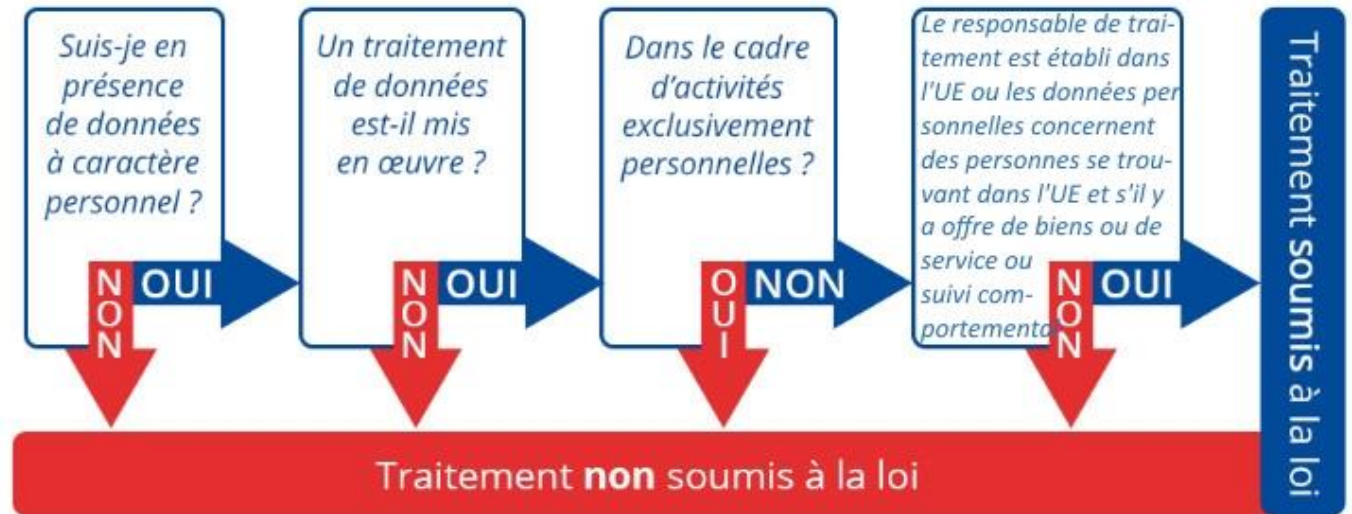 Suis-je en
présence
de données
à caractère
personnel ?
NON
OUI
Un traitement
de données
est-il mis
en œuvre ?
NON
OUI
Dans le cadre
d'activités
exclusivement
personnelles ?
OUI
NON
Le responsable de trai-
tement est établi dans
l'UE ou les données per
sonnelles concernent
des personnes se trou-
vant dans l'UE et s'il y
a offre de biens ou de
service ou
suivi com-
portementa
NON
OUI
Traitement soumis à la loi
Traitement non soumis à la loi